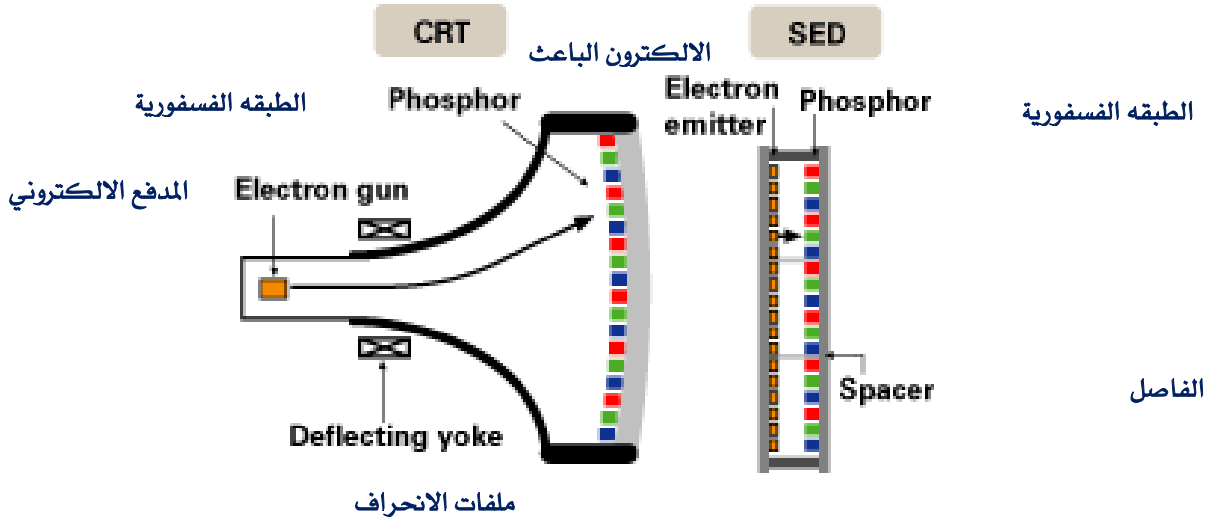 CRT
SED
الالكترون الباعث
الطبقه الفسفورية
Phosphor
Electron
emitter
Phosphor
الطبقه الفسفورية
المدفع الالكتروني
Electron gun
Spacer
الفاصل
Deflecting yoke
ملفات الانحراف